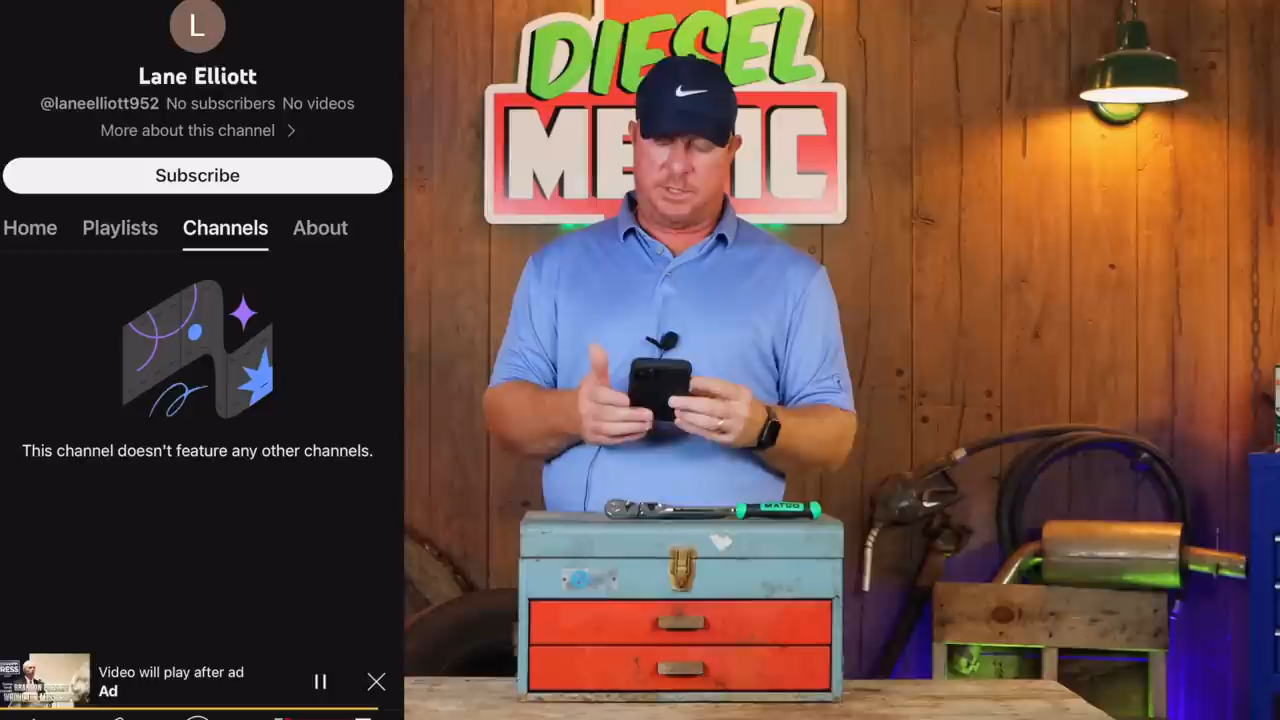 L
Lane Elliott
@laneelliott952 No subscribers No videos
More about this channel
Subscribe
Home Playlists Channels About
This channel doesn't feature any other channels.
Video will play after ad
Ad
DIESEL
MATCO